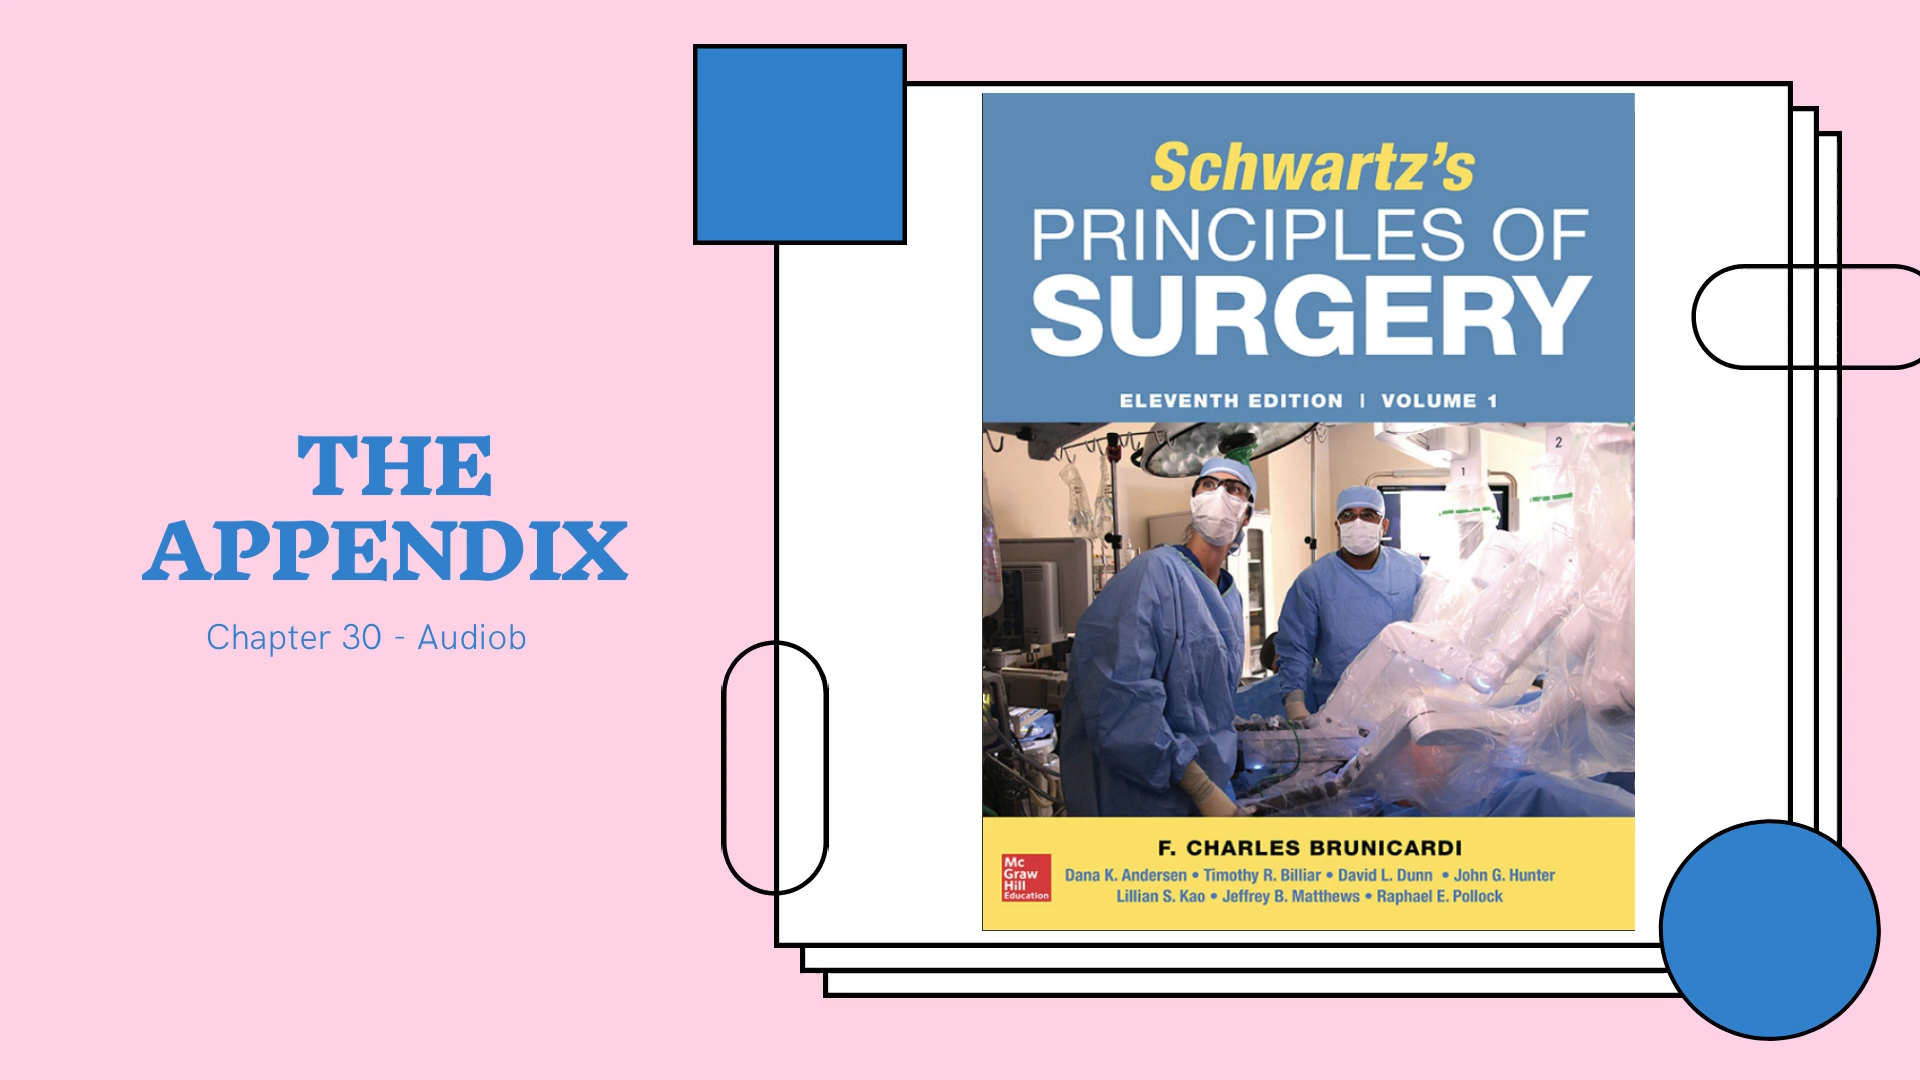 THE
APPENDIX
Chapter 30 - Audiob
Schwartz's
PRINCIPLES OF
SURGERY
ELEVENTH EDITION | VOLUME 1
1
2
F. CHARLES BRUNICARDI
Dana K. Andersen • Timothy R. Billiar • David L. Dunn • John G. Hunter
Lillian S. Kao • Jeffrey B. Matthews • Raphael E. Pollock
Mc
Graw
Hill
Education